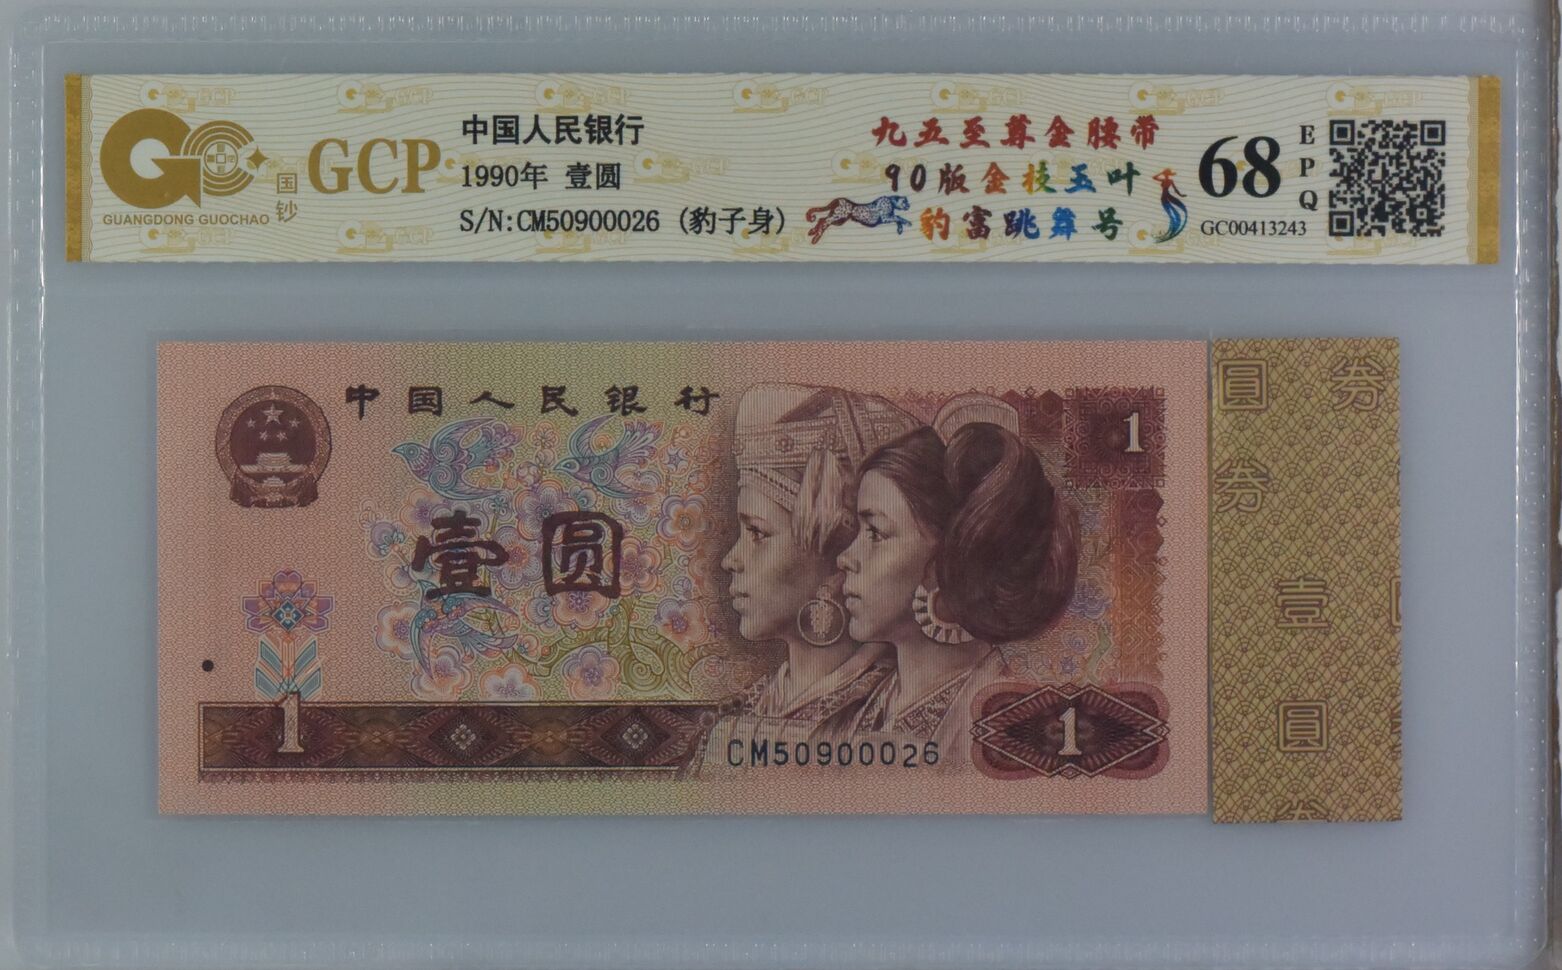 GCP
国钞
GUANGDONG GUOCHAO
中国人民银行
1990年 壹圆
S/N:CM50900026 (豹子身)
九五至尊金腰带
90版金枝玉叶
豹富跳舞号
68
EPQ
GC00413243
中国人民银行
1
壹圆
1
CM50900026
1
圓 券
券
壹
圓
券